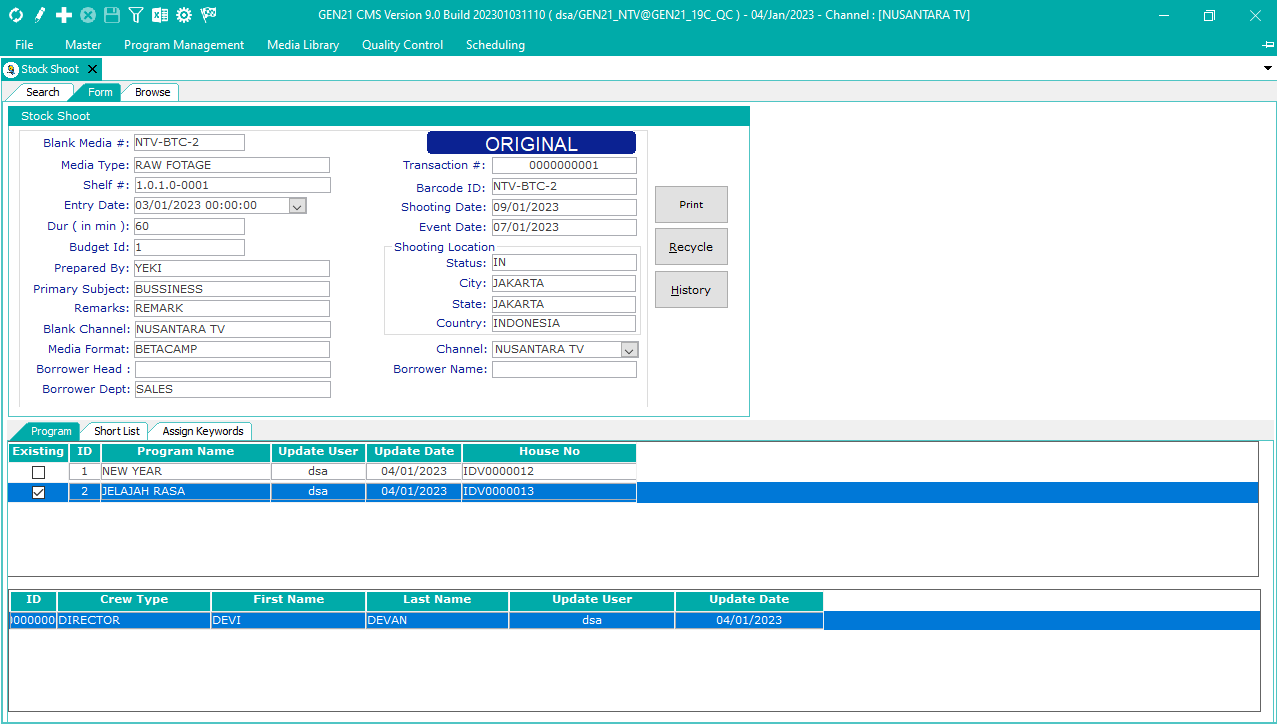 GEN21 CMS Version 9.0 Build 202301031110 ( dsa/GEN21_NTV@GEN21_19C_QC ) - 04/Jan/2023 - Channel : [NUSANTARA TV]
File Master Program Management Media Library Quality Control Scheduling
Stock Shoot
Search Form Browse
Stock Shoot
Blank Media #: NTV-BTC-2 ORIGINAL
Media Type: RAW FOTAGE Transaction #: 0000000001
Shelf #: 1.0.1.0-0001 Barcode ID: NTV-BTC-2 Print
Entry Date: 03/01/2023 00:00:00 Shooting Date: 09/01/2023
Dur ( in min ): 60 Event Date: 07/01/2023
Budget Id: 1 Shooting Location Recycle
Prepared By: YEKI Status: IN
Primary Subject: BUSSINESS City: JAKARTA History
Remarks: REMARK State: JAKARTA
Blank Channel: NUSANTARA TV Country: INDONESIA
Media Format: BETACAMP Channel: NUSANTARA TV
Borrower Head : Borrower Name:
Borrower Dept: SALES
Program Short List Assign Keywords
Existing ID Program Name Update User Update Date House No
1 NEW YEAR dsa 04/01/2023 IDV0000012
2 JELAJAH RASA dsa 04/01/2023 IDV0000013
ID Crew Type First Name Last Name Update User Update Date
000000 DIRECTOR DEVI DEVAN dsa 04/01/2023